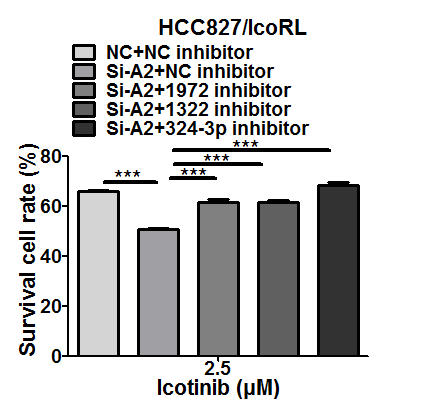 HCC827/IcoRL
NC+NC inhibitor
Si-A2+NC inhibitor
Si-A2+1972 inhibitor
Si-A2+1322 inhibitor
Si-A2+324-3p inhibitor
Survival cell rate (%)
80
60
40
20
0
***
***
***
***
2.5
Icotinib (μM)